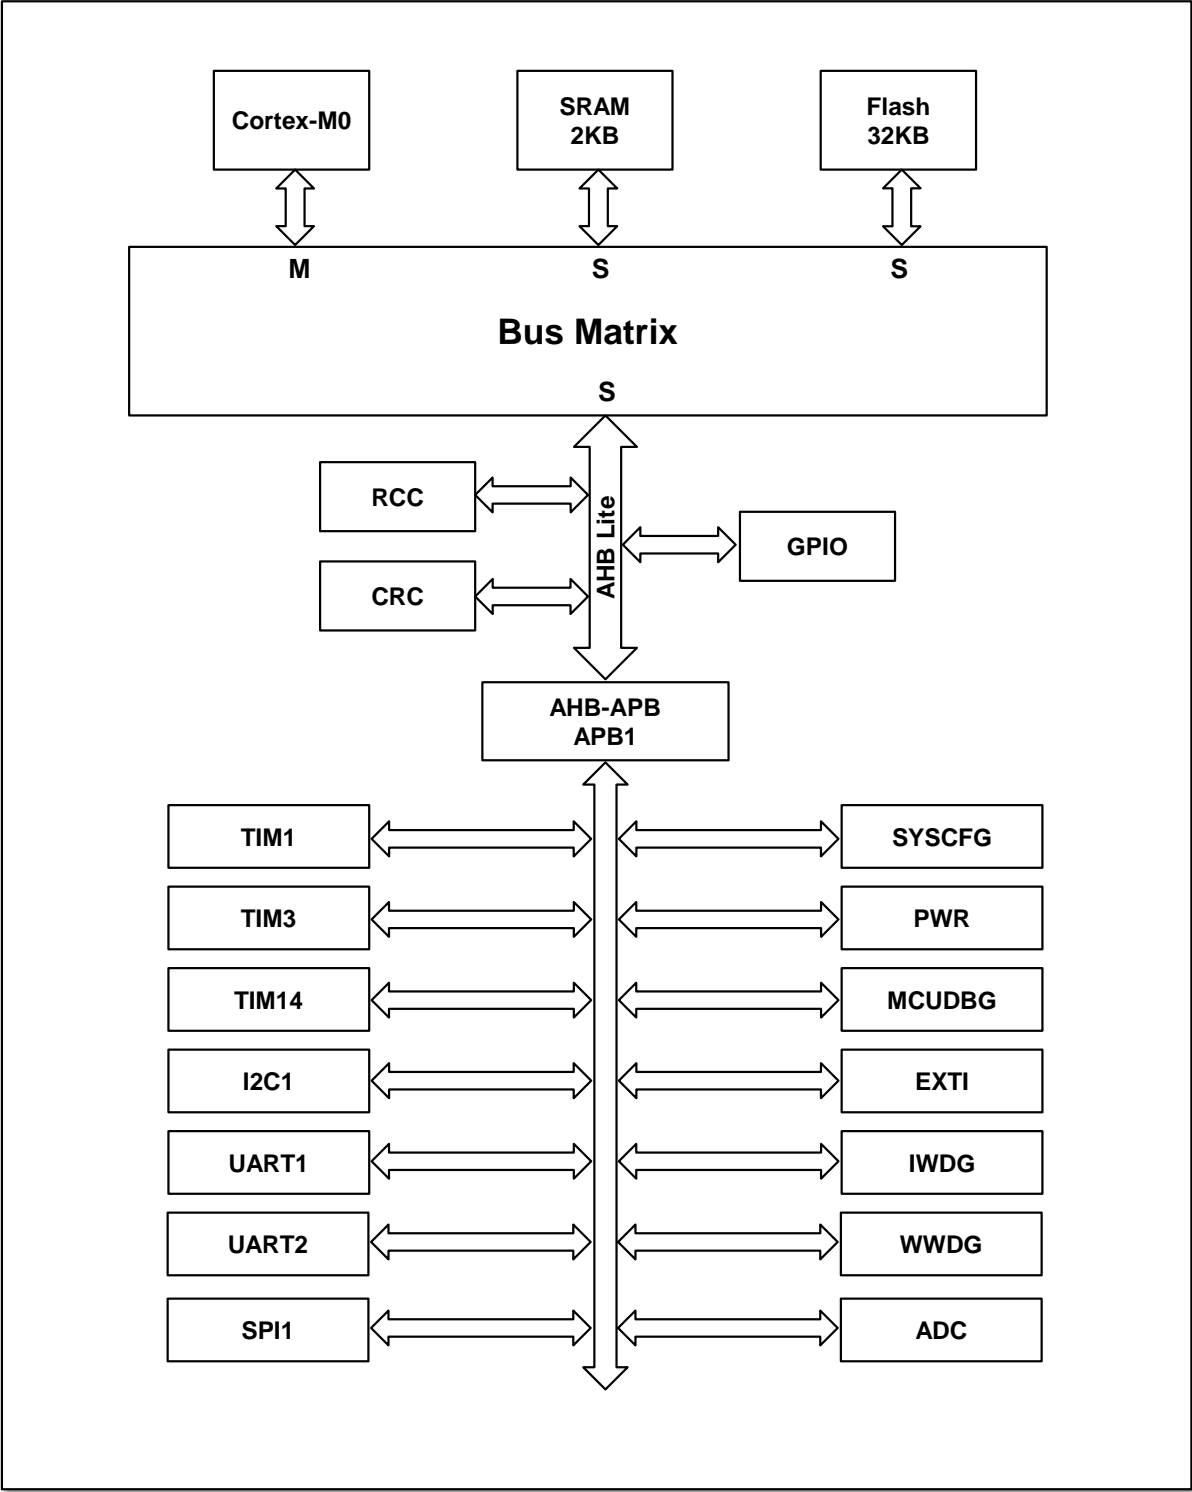 Cortex-M0
SRAM
2KB
Flash
32KB
M
S
S
Bus Matrix
S
RCC
AHB Lite
GPIO
CRC
AHB-APB
APB1
TIM1
SYSCFG
TIM3
PWR
TIM14
MCUDBG
I2C1
EXTI
UART1
IWDG
UART2
WWDG
SPI1
ADC